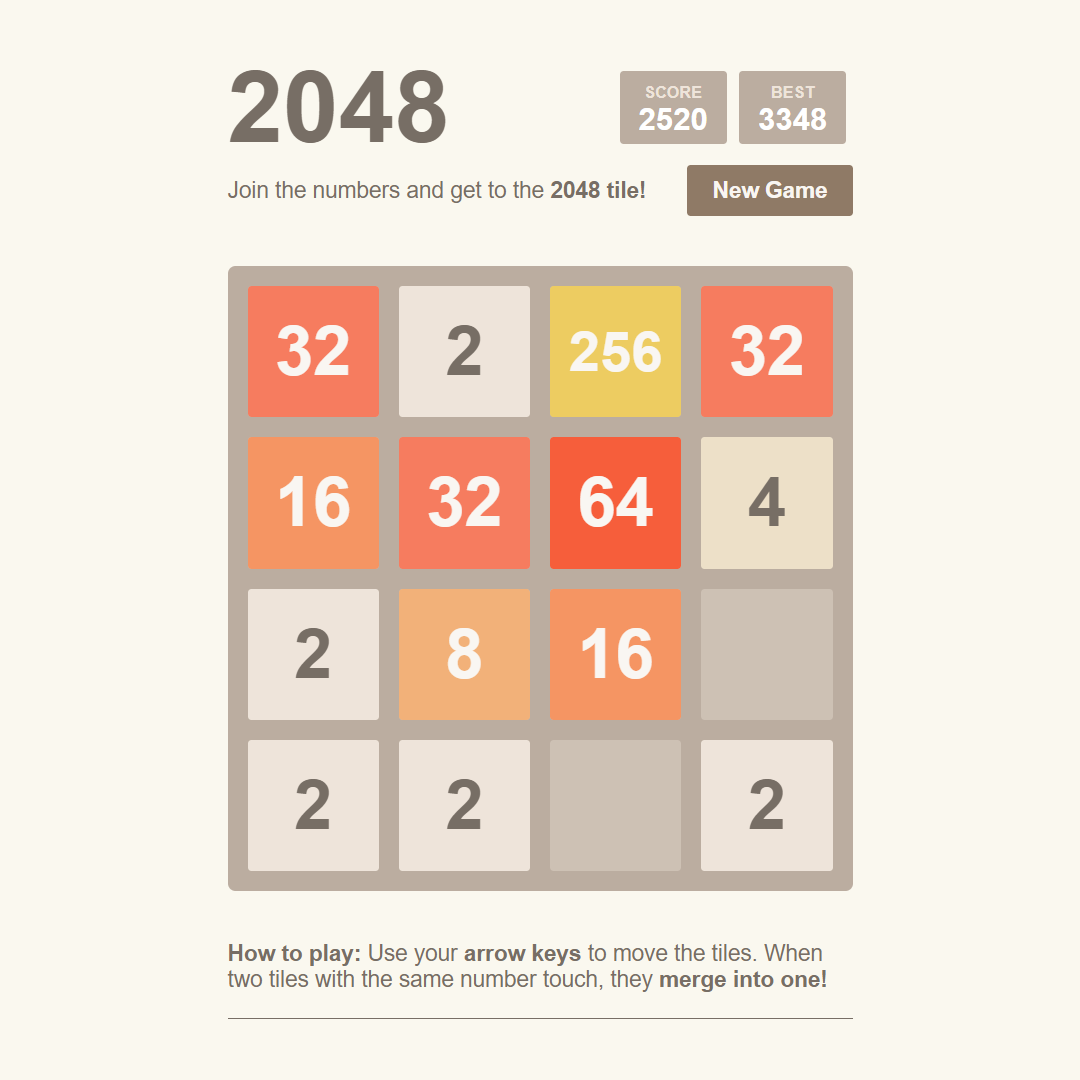 2048
SCORE
2520
BEST
3348
Join the numbers and get to the 2048 tile!
New Game
32 2 256 32
16 32 64 4
2 8 16
2 2 2
How to play: Use your arrow keys to move the tiles. When
two tiles with the same number touch, they merge into one!